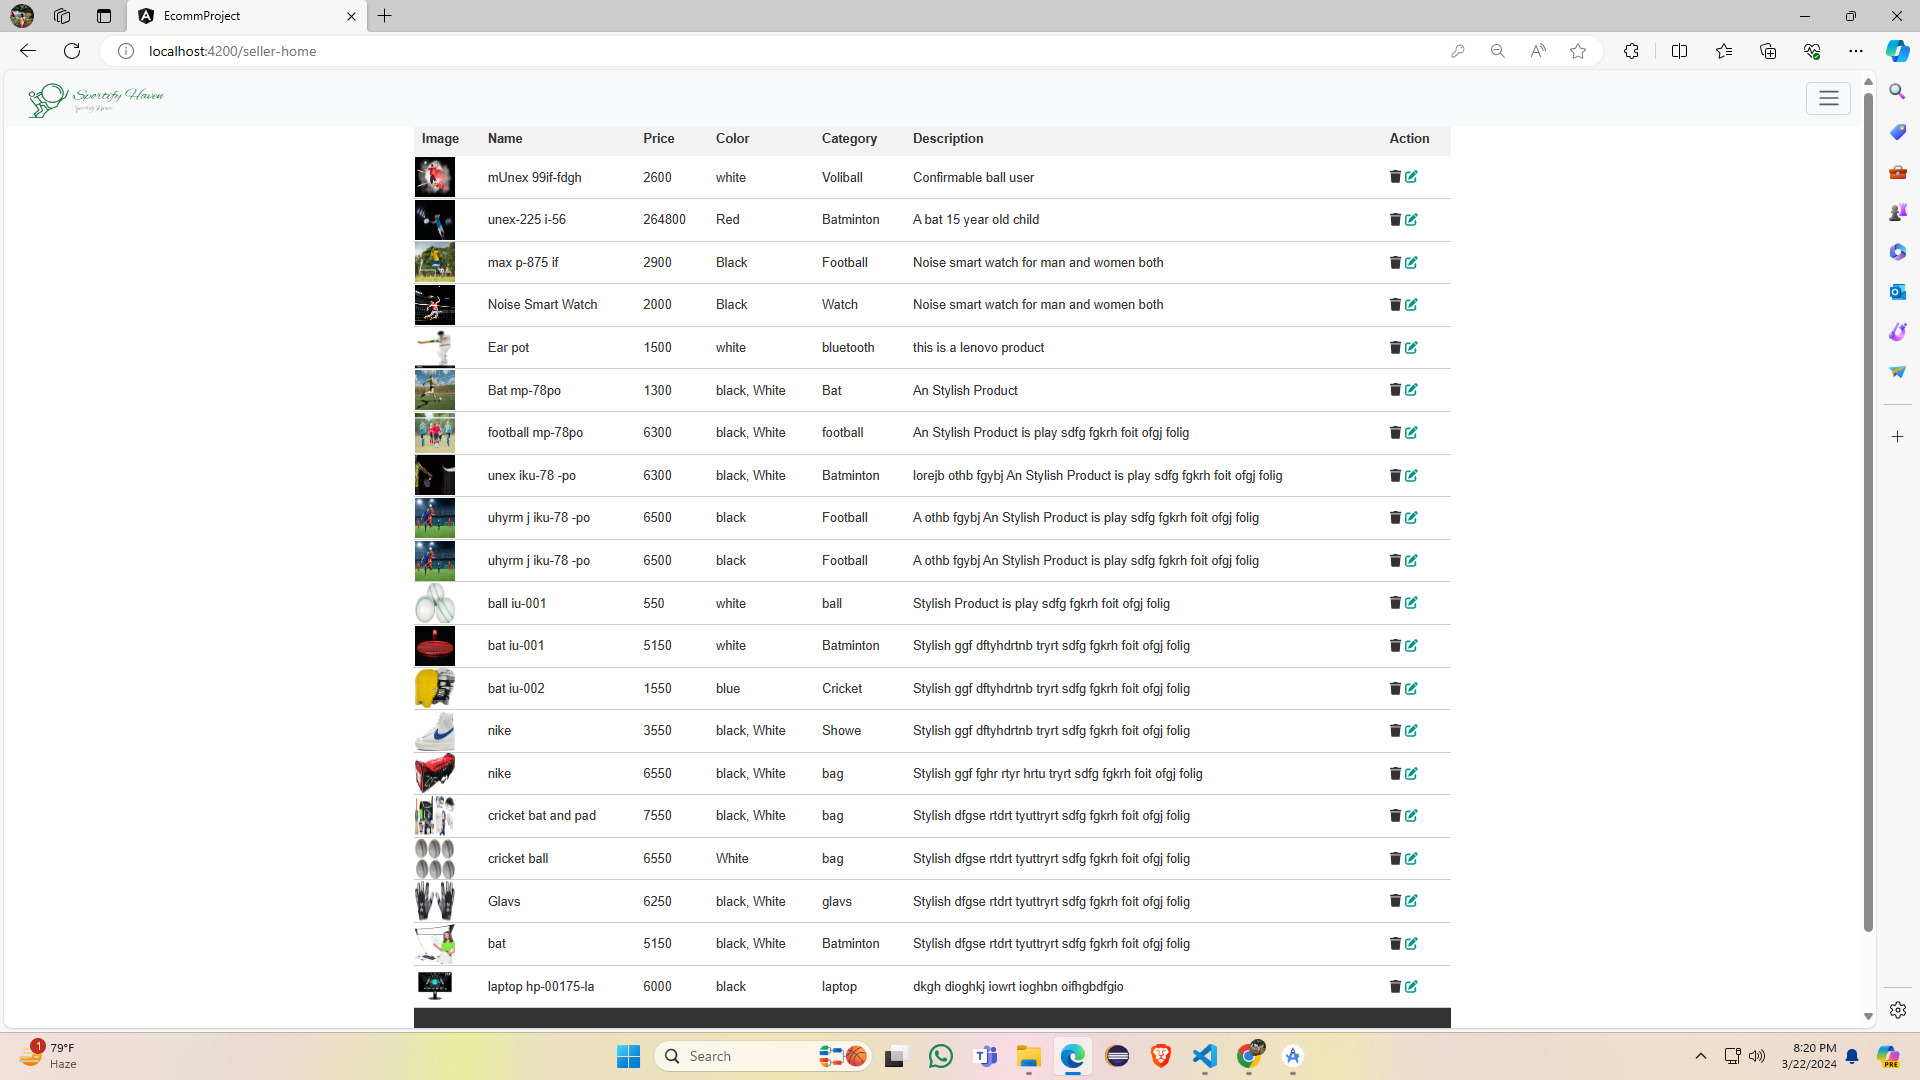 EcommProject
localhost:4200/seller-home
Sportify Haven
Image Name Price Color Category Description Action
mUnex 99if-fdgh 2600 white Voliball Confirmable ball user
unex-225 i-56 264800 Red Batminton A bat 15 year old child
max p-875 if 2900 Black Football Noise smart watch for man and women both
Noise Smart Watch 2000 Black Watch Noise smart watch for man and women both
Ear pot 1500 white bluetooth this is a lenovo product
Bat mp-78po 1300 black, White Bat An Stylish Product
football mp-78po 6300 black, White football An Stylish Product is play sdfg fgkrh foit ofgj folig
unex iku-78 -po 6300 black, White Batminton lorejb othb fgybj An Stylish Product is play sdfg fgkrh foit ofgj folig
uhyrm j iku-78 -po 6500 black Football A othb fgybj An Stylish Product is play sdfg fgkrh foit ofgj folig
uhyrm j iku-78 -po 6500 black Football A othb fgybj An Stylish Product is play sdfg fgkrh foit ofgj folig
ball iu-001 550 white ball Stylish Product is play sdfg fgkrh foit ofgj folig
bat iu-001 5150 white Batminton Stylish ggf dftyhdrtnb tryrt sdfg fgkrh foit ofgj folig
bat iu-002 1550 blue Cricket Stylish ggf dftyhdrtnb tryrt sdfg fgkrh foit ofgj folig
nike 3550 black, White Showe Stylish ggf dftyhdrtnb tryrt sdfg fgkrh foit ofgj folig
nike 6550 black, White bag Stylish ggf fghr rtyr hrtu tryrt sdfg fgkrh foit ofgj folig
cricket bat and pad 7550 black, White bag Stylish dfgse rtdrt tyuttryrt sdfg fgkrh foit ofgj folig
cricket ball 6550 White bag Stylish dfgse rtdrt tyuttryrt sdfg fgkrh foit ofgj folig
Glavs 6250 black, White glavs Stylish dfgse rtdrt tyuttryrt sdfg fgkrh foit ofgj folig
bat 5150 black, White Batminton Stylish dfgse rtdrt tyuttryrt sdfg fgkrh foit ofgj folig
laptop hp-00175-la 6000 black laptop dkgh dioghkj iowrt ioghbn oifhgbdfgio
1
79°F
Haze
Search
8:20 PM
3/22/2024
PRE